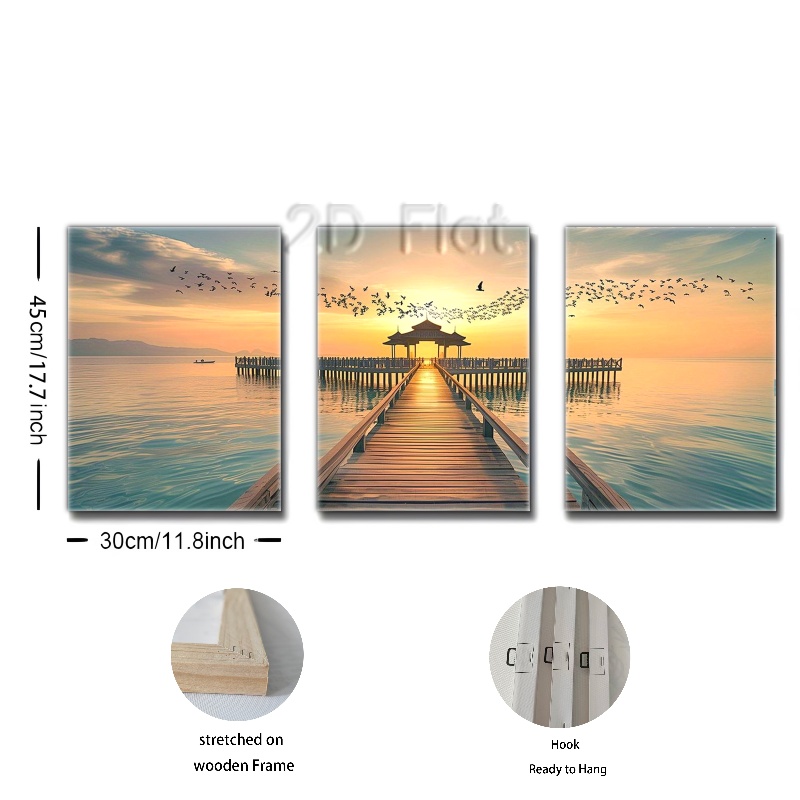 2D Flat
45cm/17.7inch
30cm/11.8inch
stretched on
wooden Frame
Hook
Ready to Hang